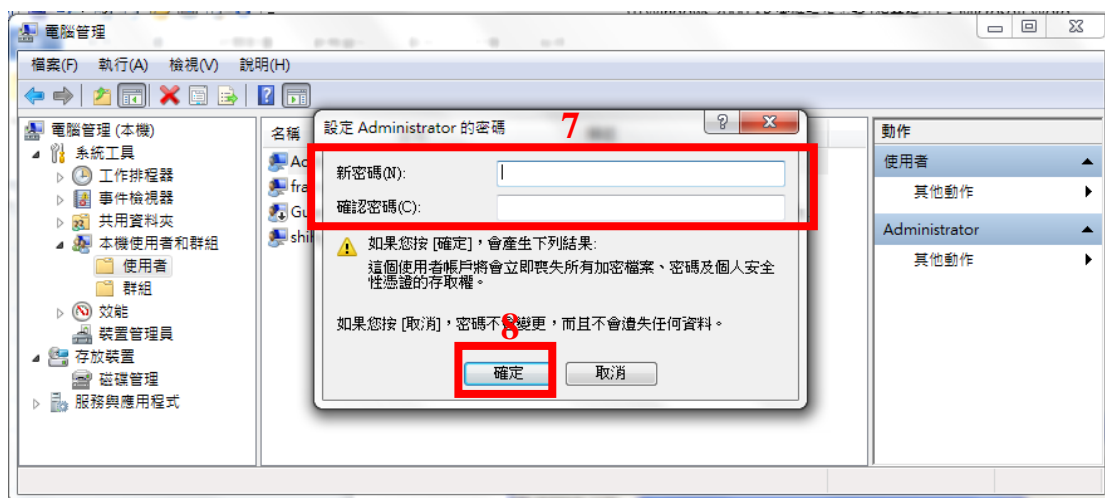 電腦管理
檔案(F) 執行(A) 檢視(V) 說明(H)
電腦管理 (本機)
系統工具
工作排程器
事件檢視器
共用資料夾
本機使用者和群組
使用者
群組
效能
裝置管理員
存放裝置
磁碟管理
服務與應用程式
名稱
Ad
fra
Gu
shih
設定 Administrator 的密碼
7
新密碼(N):
確認密碼(C):
如果您按 [確定],會產生下列結果:
這個使用者帳戶將會立即喪失所有加密檔案、密碼及個人安全
性憑證的存取權。
如果您按 [取消],密碼不會變更,而且不會遺失任何資料。
8
確定 取消
動作
使用者
其他動作
Administrator
其他動作